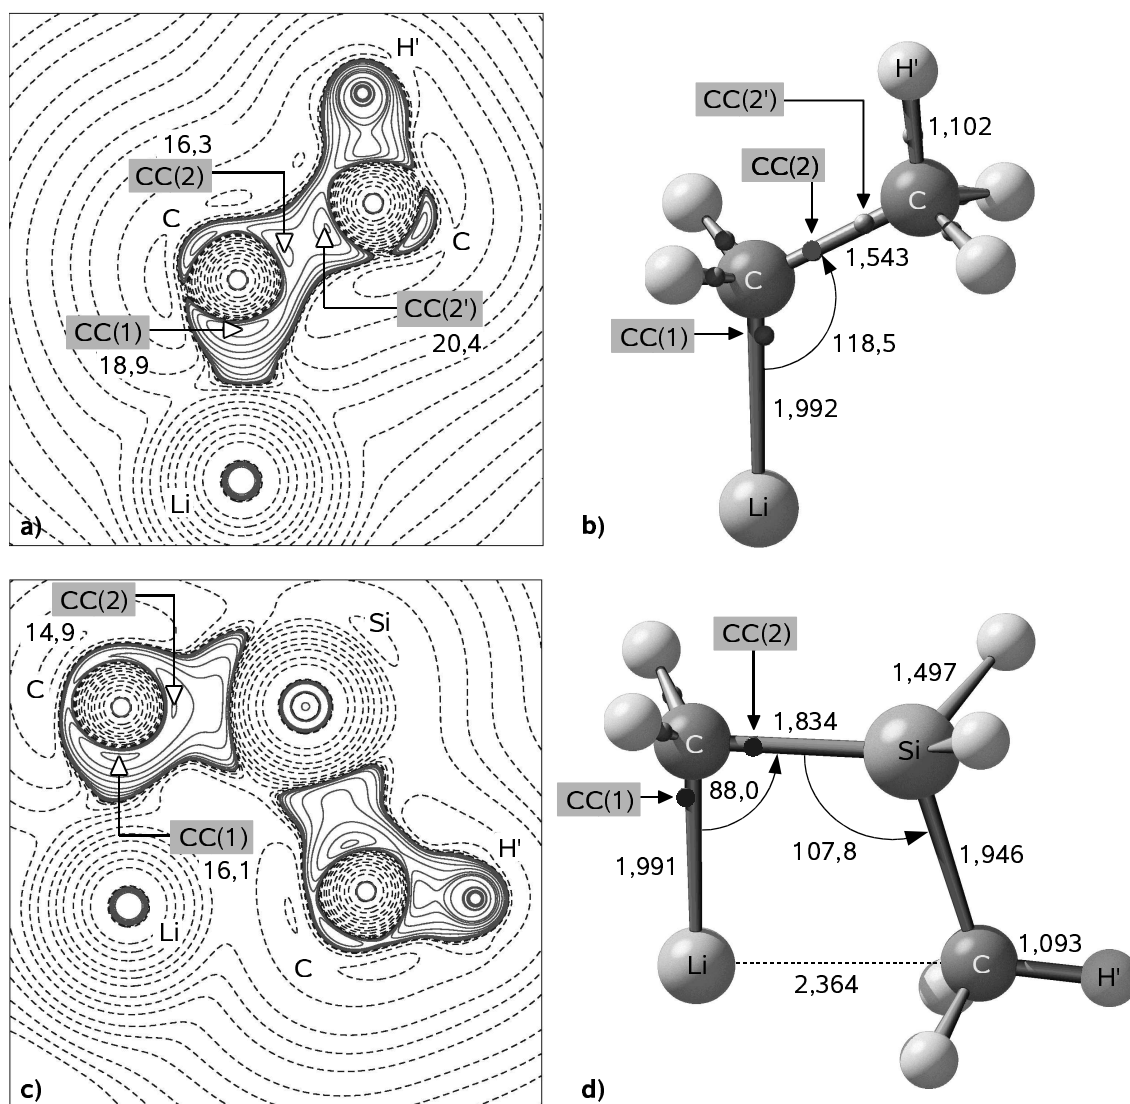 H'
16,3
CC(2)
C
C
CC(1)
18,9
CC(2')
20,4
Li
a)
H'
CC(2')
1,102
CC(2)
C
1,543
C
CC(1)
118,5
1,992
Li
b)
CC(2)
14,9
Si
C
CC(1)
16,1
H'
Li
C
c)
CC(2)
1,497
1,834
C
Si
CC(1)
88,0
107,8
1,991
1,946
Li
C
1,093
H'
2,364
d)